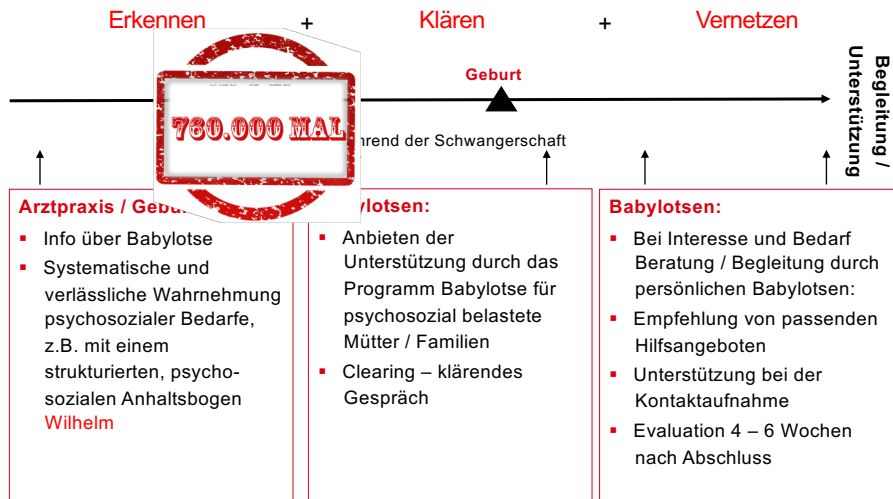 Erkennen + Klären + Vernetzen
Geburt
Begleitung /
Unterstützung
760.000 MAL
der Schwangerschaft
Arztpraxis /
▪ Info über Babylotse
▪ Systematische und
verlässliche Wahrnehmung
psychosozialer Bedarfe,
z.B. mit einem
strukturierten, psycho-
sozialen Anhaltsbogen
Wilhelm
▪ Anbieten der
Unterstützung durch das
Programm Babylotse für
psychosozial belastete
Mütter / Familien
▪ Clearing – klärendes
Gespräch
Babylotsen:
▪ Bei Interesse und Bedarf
Beratung / Begleitung durch
persönlichen Babylotsen:
▪ Empfehlung von passenden
Hilfsangeboten
▪ Unterstützung bei der
Kontaktaufnahme
▪ Evaluation 4 – 6 Wochen
nach Abschluss